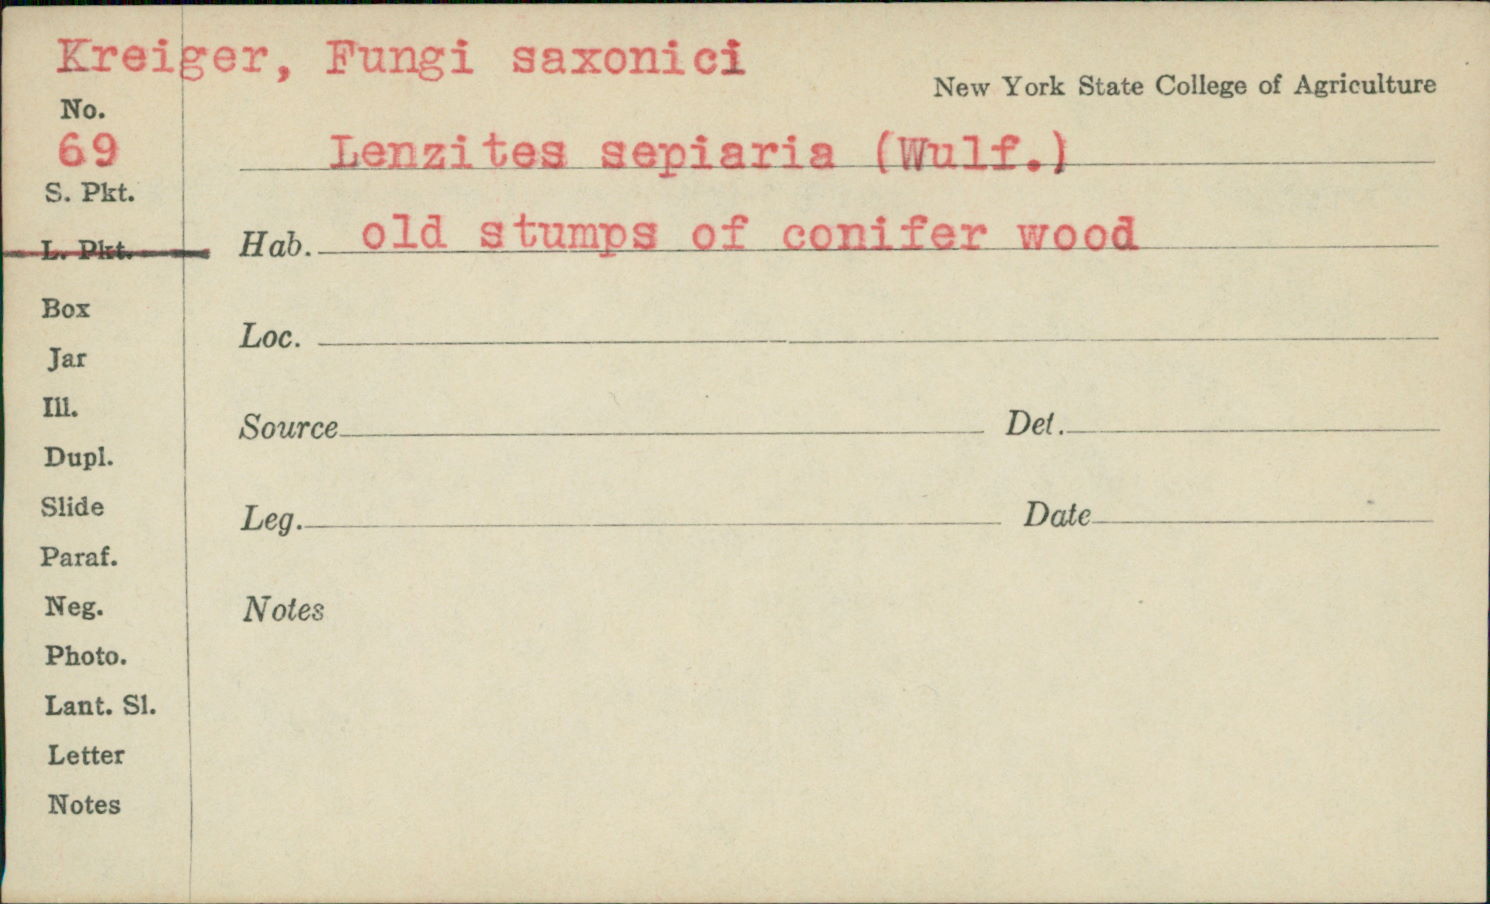 Kreiger, Fungi saxonici
New York State College of Agriculture
No.
69
Lenzites sepiaria (Wulf.)
S. Pkt.
L. Pkt.
Hab. old stumps of conifer wood
Box
Loc.
Jar
Ill.
Source Det.
Dupl.
Slide
Leg. Date
Paraf.
Neg.
Notes
Photo.
Lant. Sl.
Letter
Notes